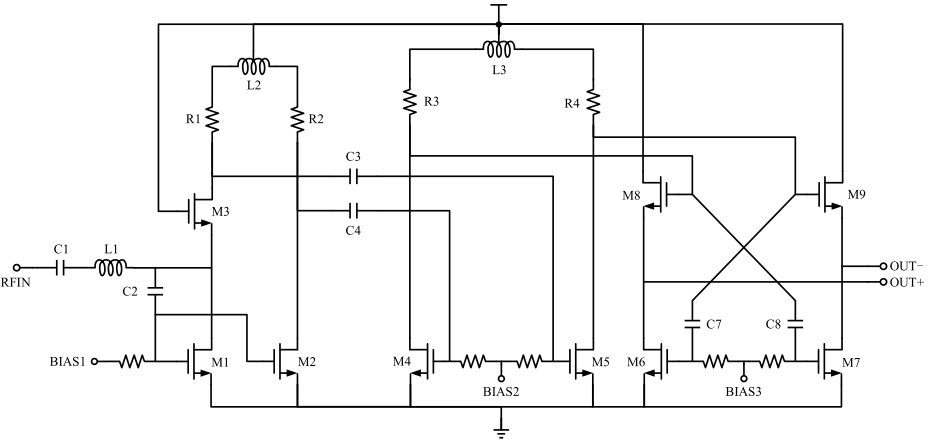 L3
L2
R3
R4
R1
R2
C3
M8
M9
M3
C4
C1
L1
OUT−
RFIN
C2
OUT+
C7
C8
BIAS1
M1
M2
M4
M5
M6
M7
BIAS2
BIAS3